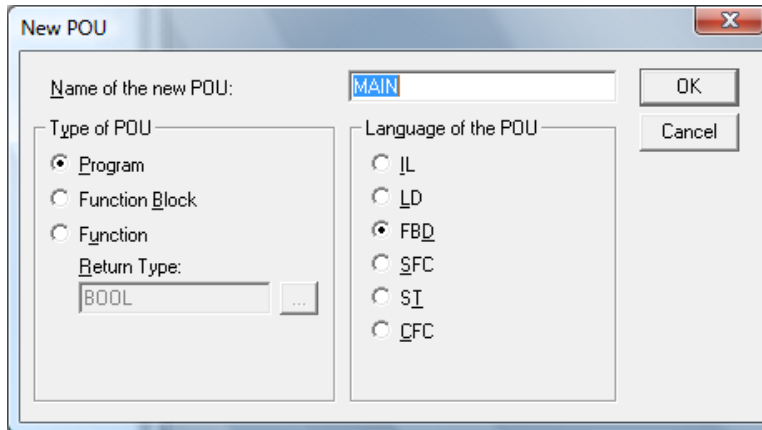 New POU
Name of the new POU:
MAIN
OK
Cancel
Type of POU
Program
Function Block
Function
Return Type:
BOOL
...
Language of the POU
IL
LD
FBD
SFC
ST
CFC